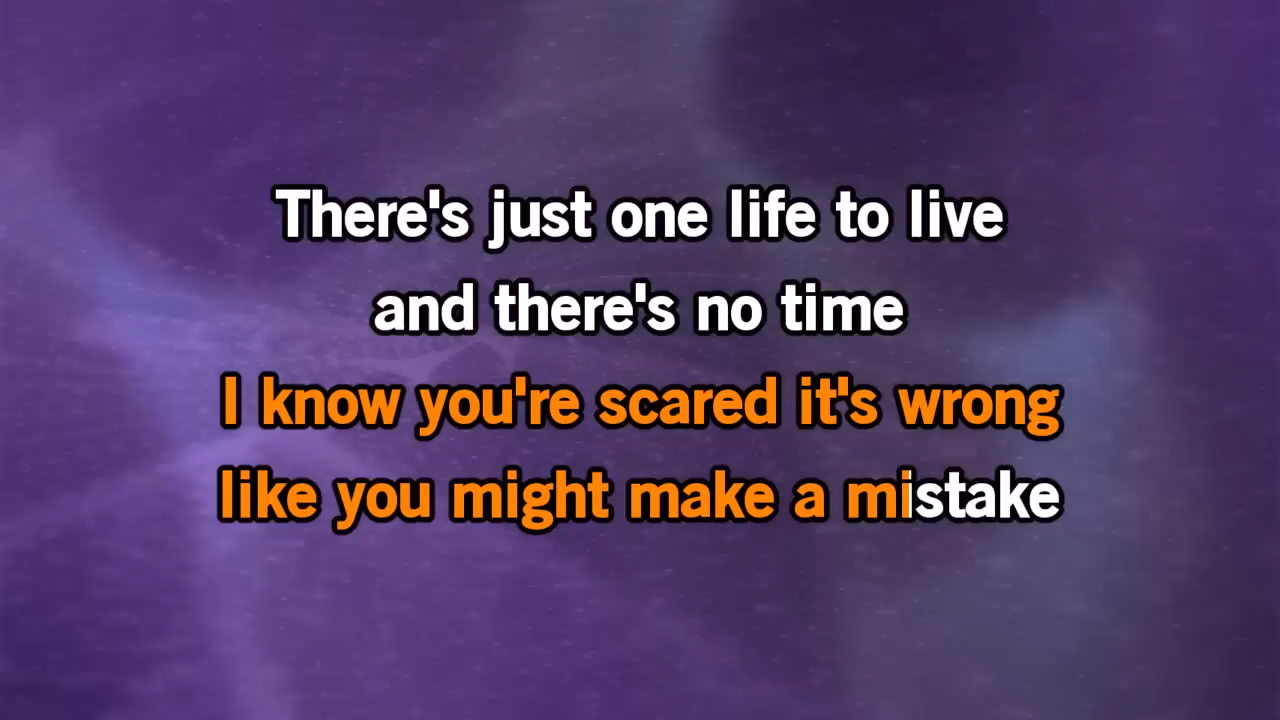 There's just one life to live
and there's no time
I know you're scared it's wrong
like you might make a mistake